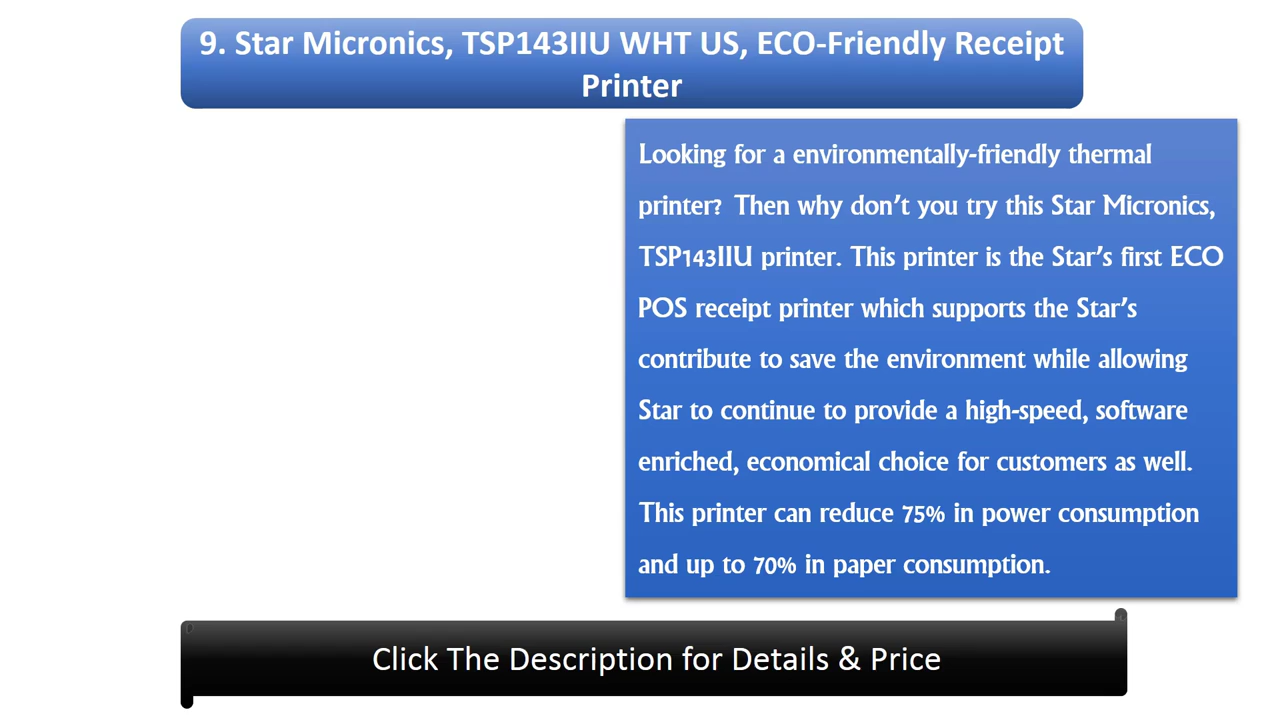 9. Star Micronics, TSP143IIU WHT US, ECO-Friendly Receipt
Printer
Looking for a environmentally-friendly thermal
printer? Then why don't you try this Star Micronics,
TSP143IIU printer. This printer is the Star's first ECO
POS receipt printer which supports the Star's
contribute to save the environment while allowing
Star to continue to provide a high-speed, software
enriched, economical choice for customers as well.
This printer can reduce 75% in power consumption
and up to 70% in paper consumption.
Click The Description for Details & Price